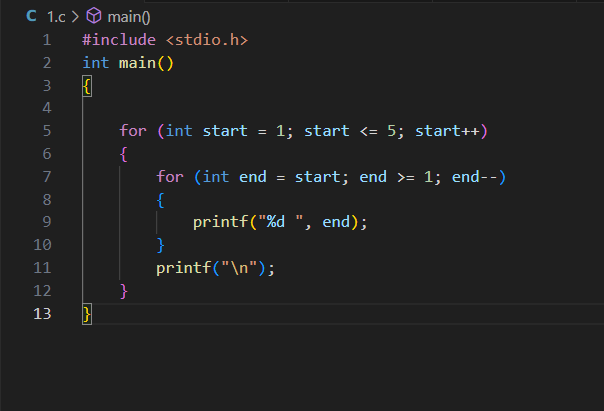 C 1.c > main()
1 #include <stdio.h>
2 int main()
3 {
4
5     for (int start = 1; start <= 5; start++)
6     {
7         for (int end = start; end >= 1; end--)
8         {
9             printf("%d ", end);
10         }
11         printf("\n");
12     }
13 }